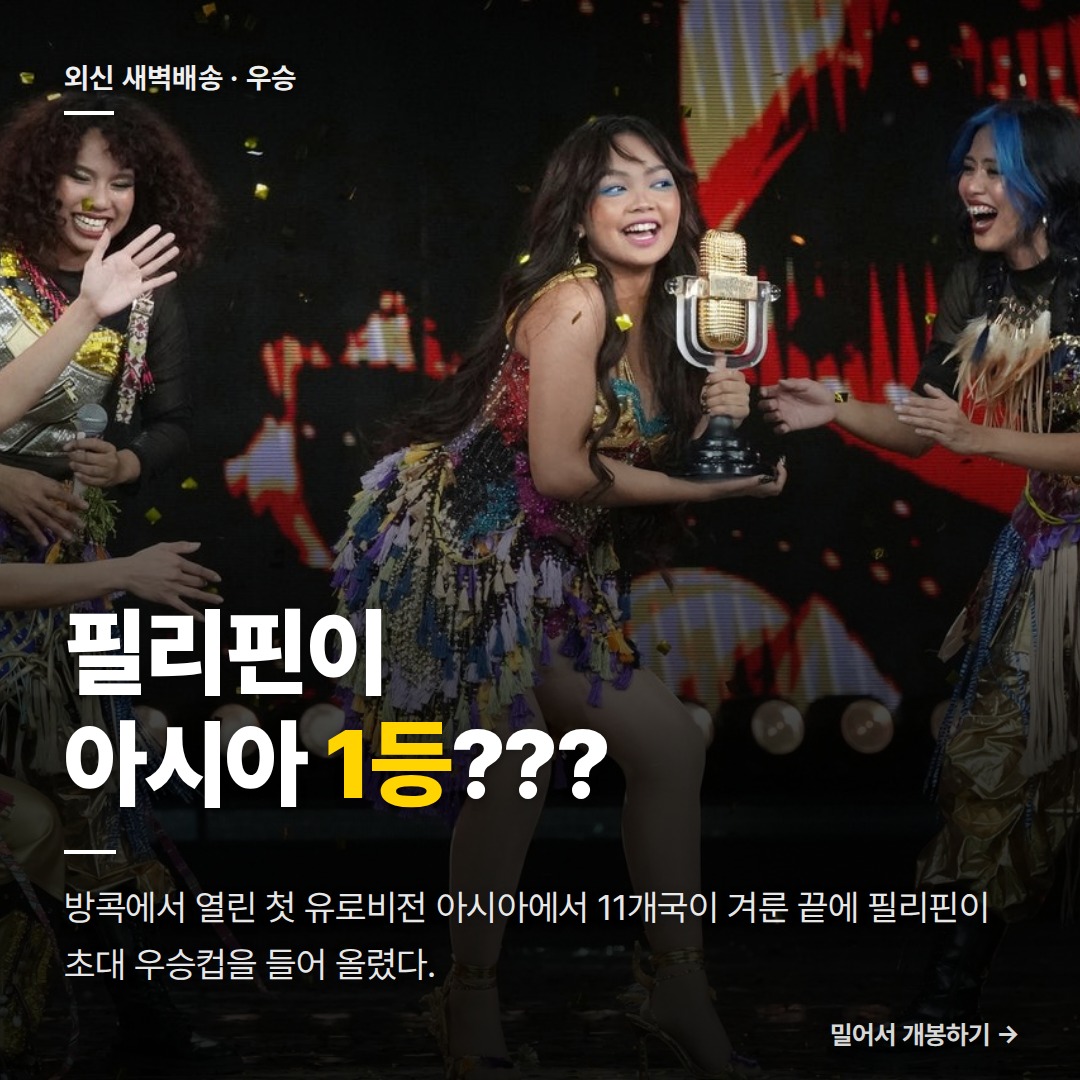 외신 새벽배송 · 우승
필리핀이
아시아 1등???
방콕에서 열린 첫 유로비전 아시아에서 11개국이 겨룬 끝에 필리핀이
초대 우승컵을 들어 올렸다.
밀어서 개봉하기 →